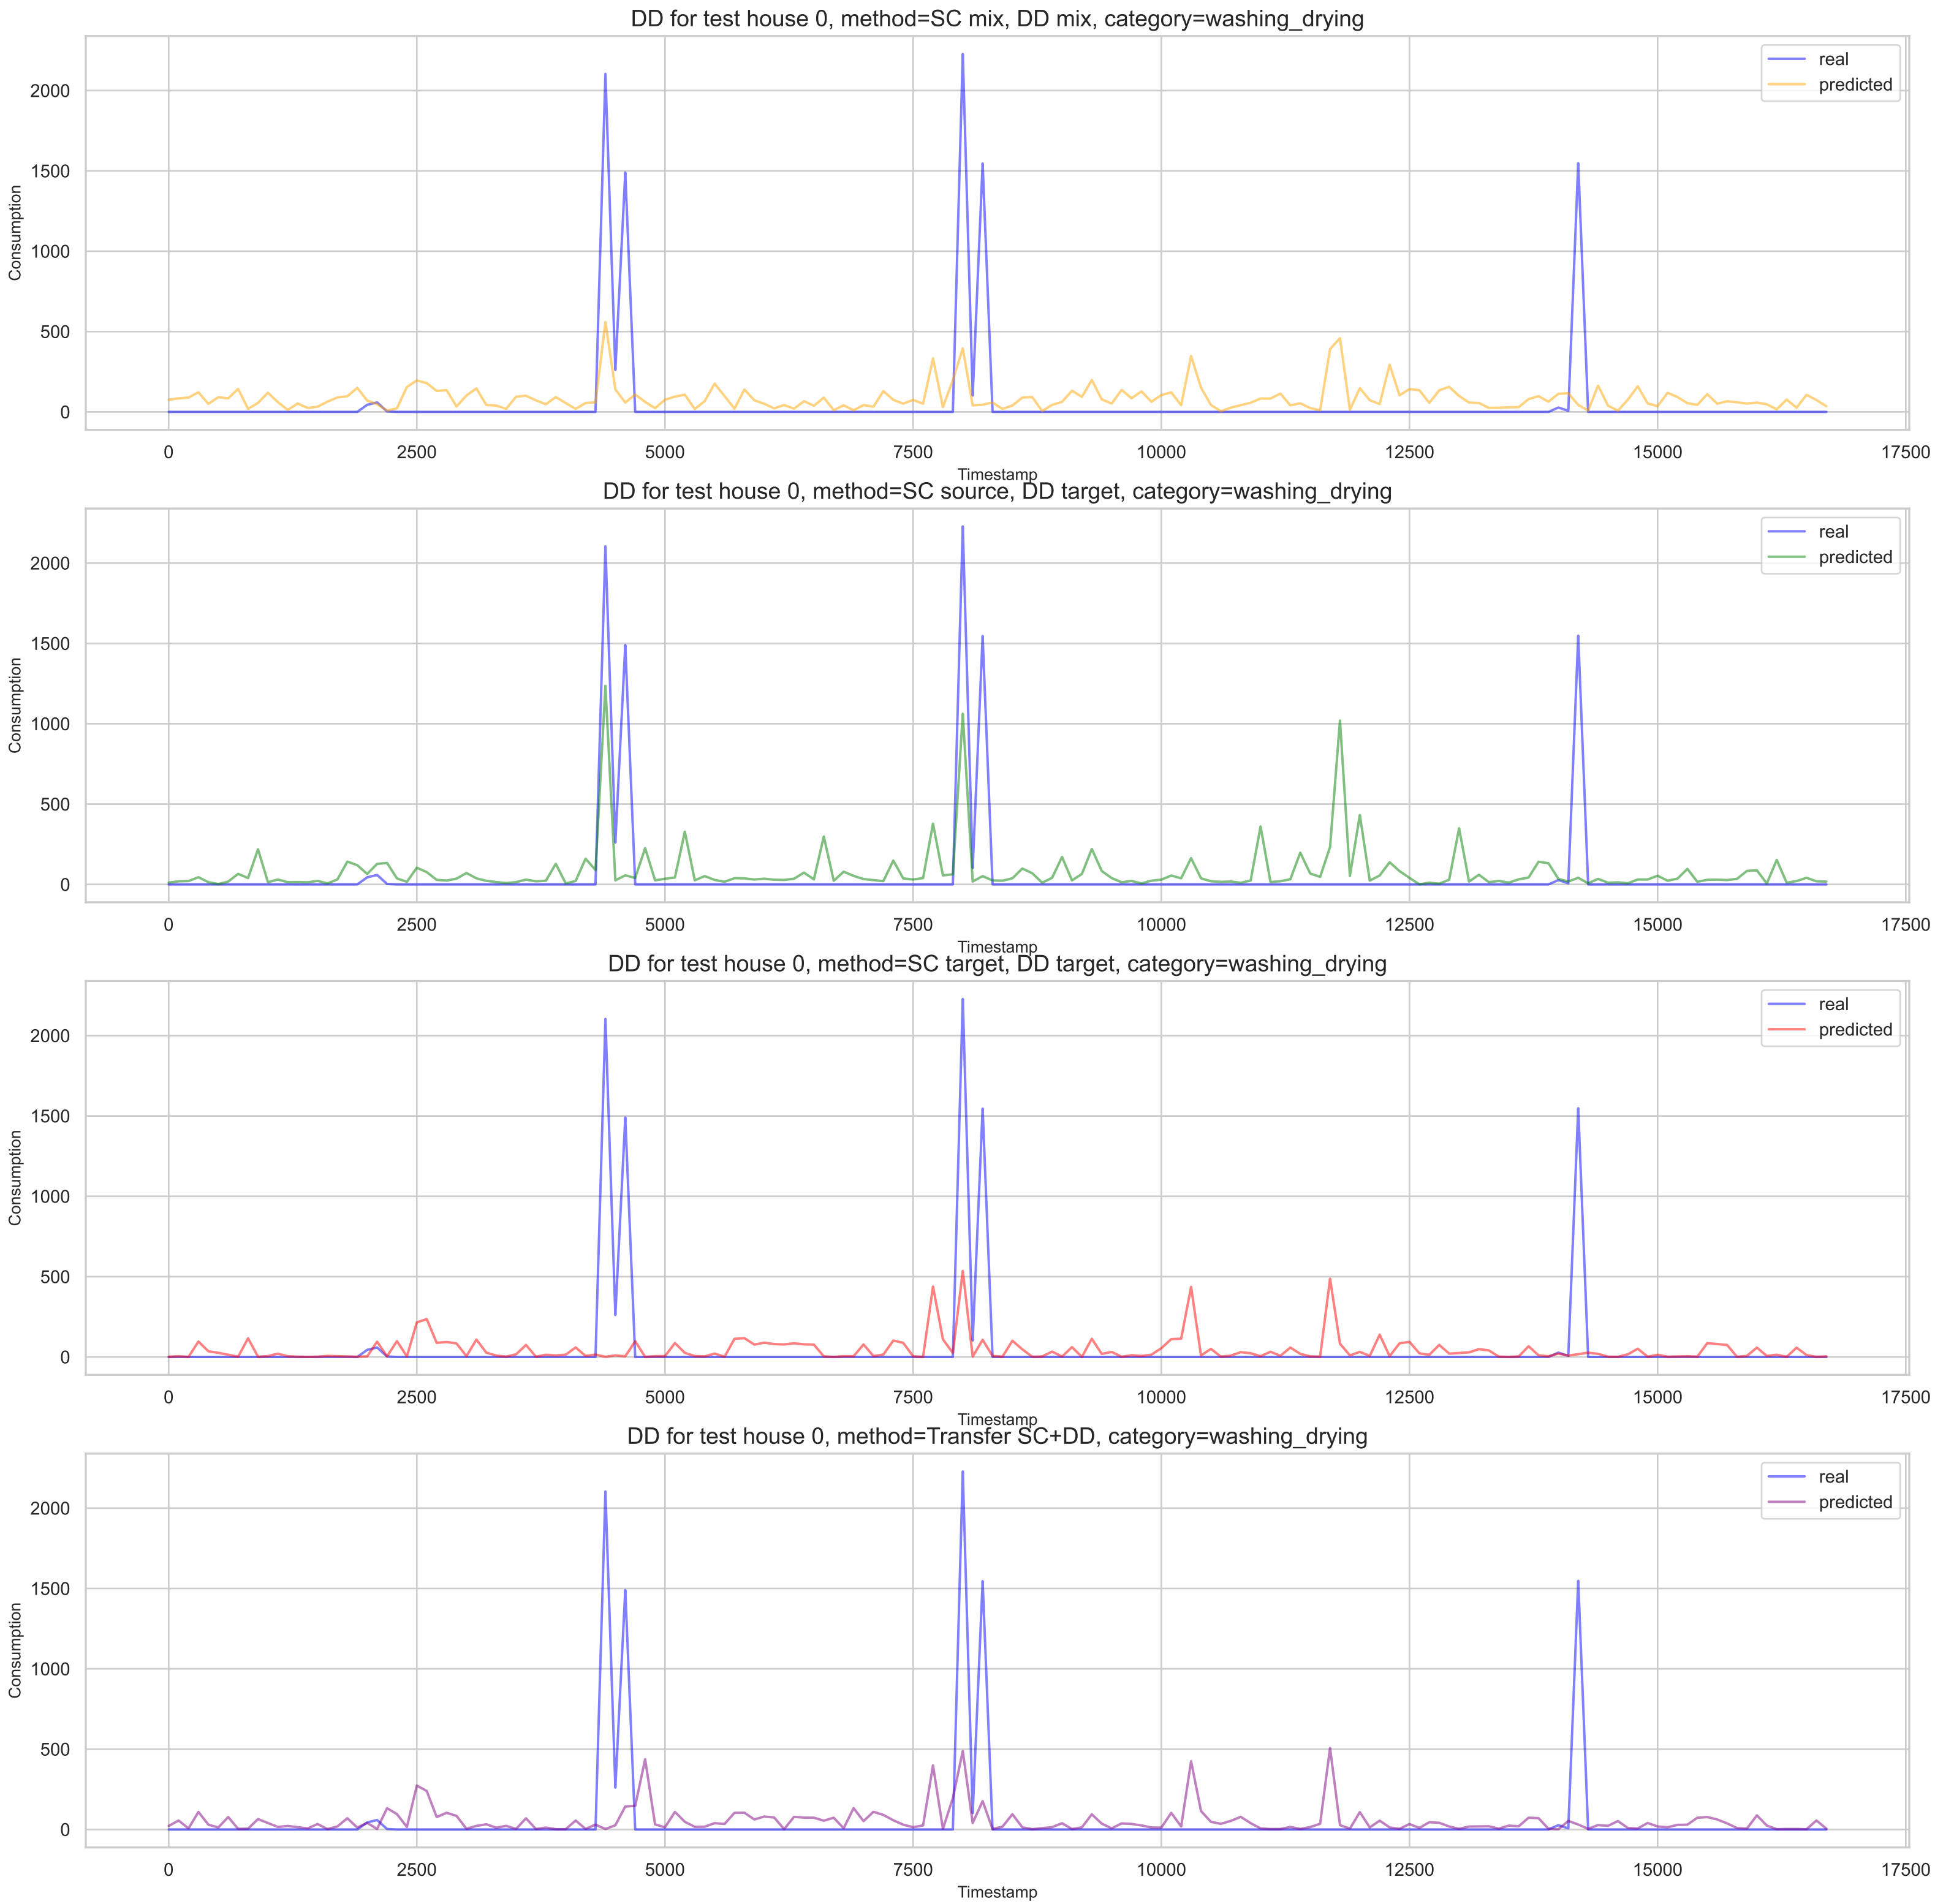 DD for test house 0, method=SC mix, DD mix, category=washing_drying
real
predicted
Consumption
2000
1500
1000
500
0
0 2500 5000 7500 10000 12500 15000 17500
Timestamp
DD for test house 0, method=SC source, DD target, category=washing_drying
real
predicted
Consumption
2000
1500
1000
500
0
0 2500 5000 7500 10000 12500 15000 17500
Timestamp
DD for test house 0, method=SC target, DD target, category=washing_drying
real
predicted
Consumption
2000
1500
1000
500
0
0 2500 5000 7500 10000 12500 15000 17500
Timestamp
DD for test house 0, method=Transfer SC+DD, category=washing_drying
real
predicted
Consumption
2000
1500
1000
500
0
0 2500 5000 7500 10000 12500 15000 17500
Timestamp